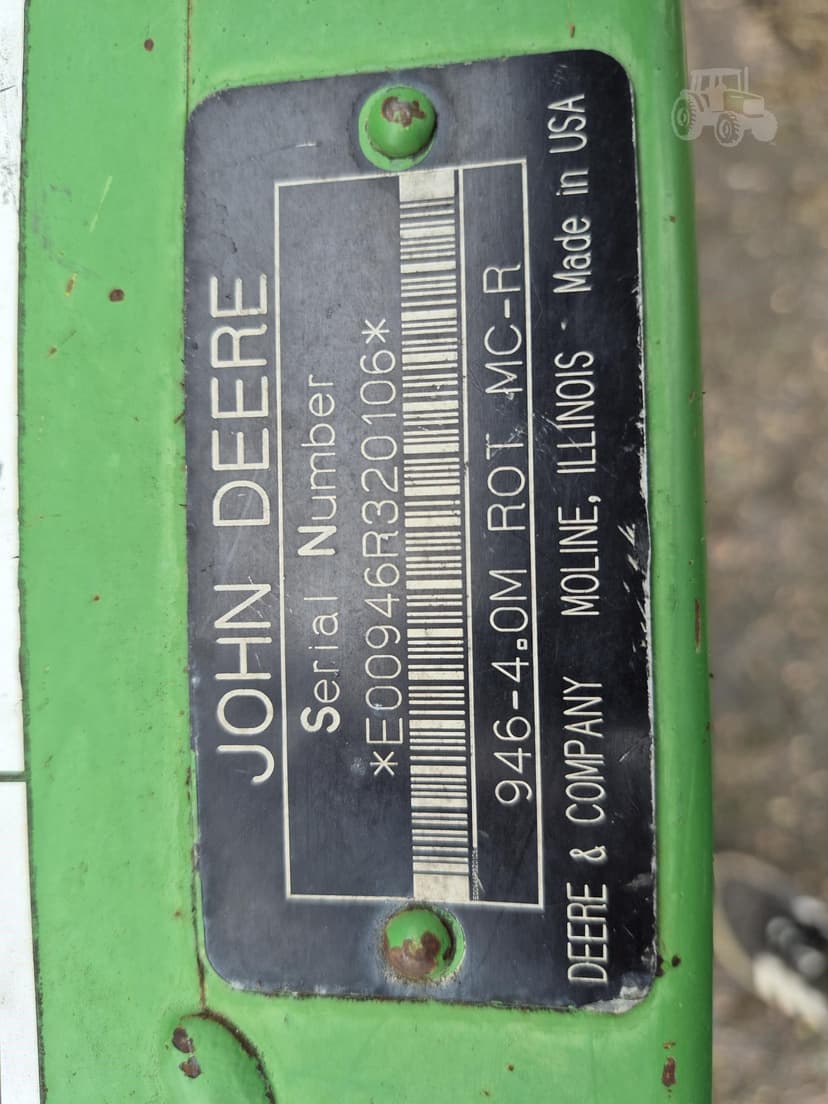 JOHN DEERE
Serial Number
*E00946R320106*
946-4.0M ROT MC-R
DEERE & COMPANY MOLINE, ILLINOIS Made in USA